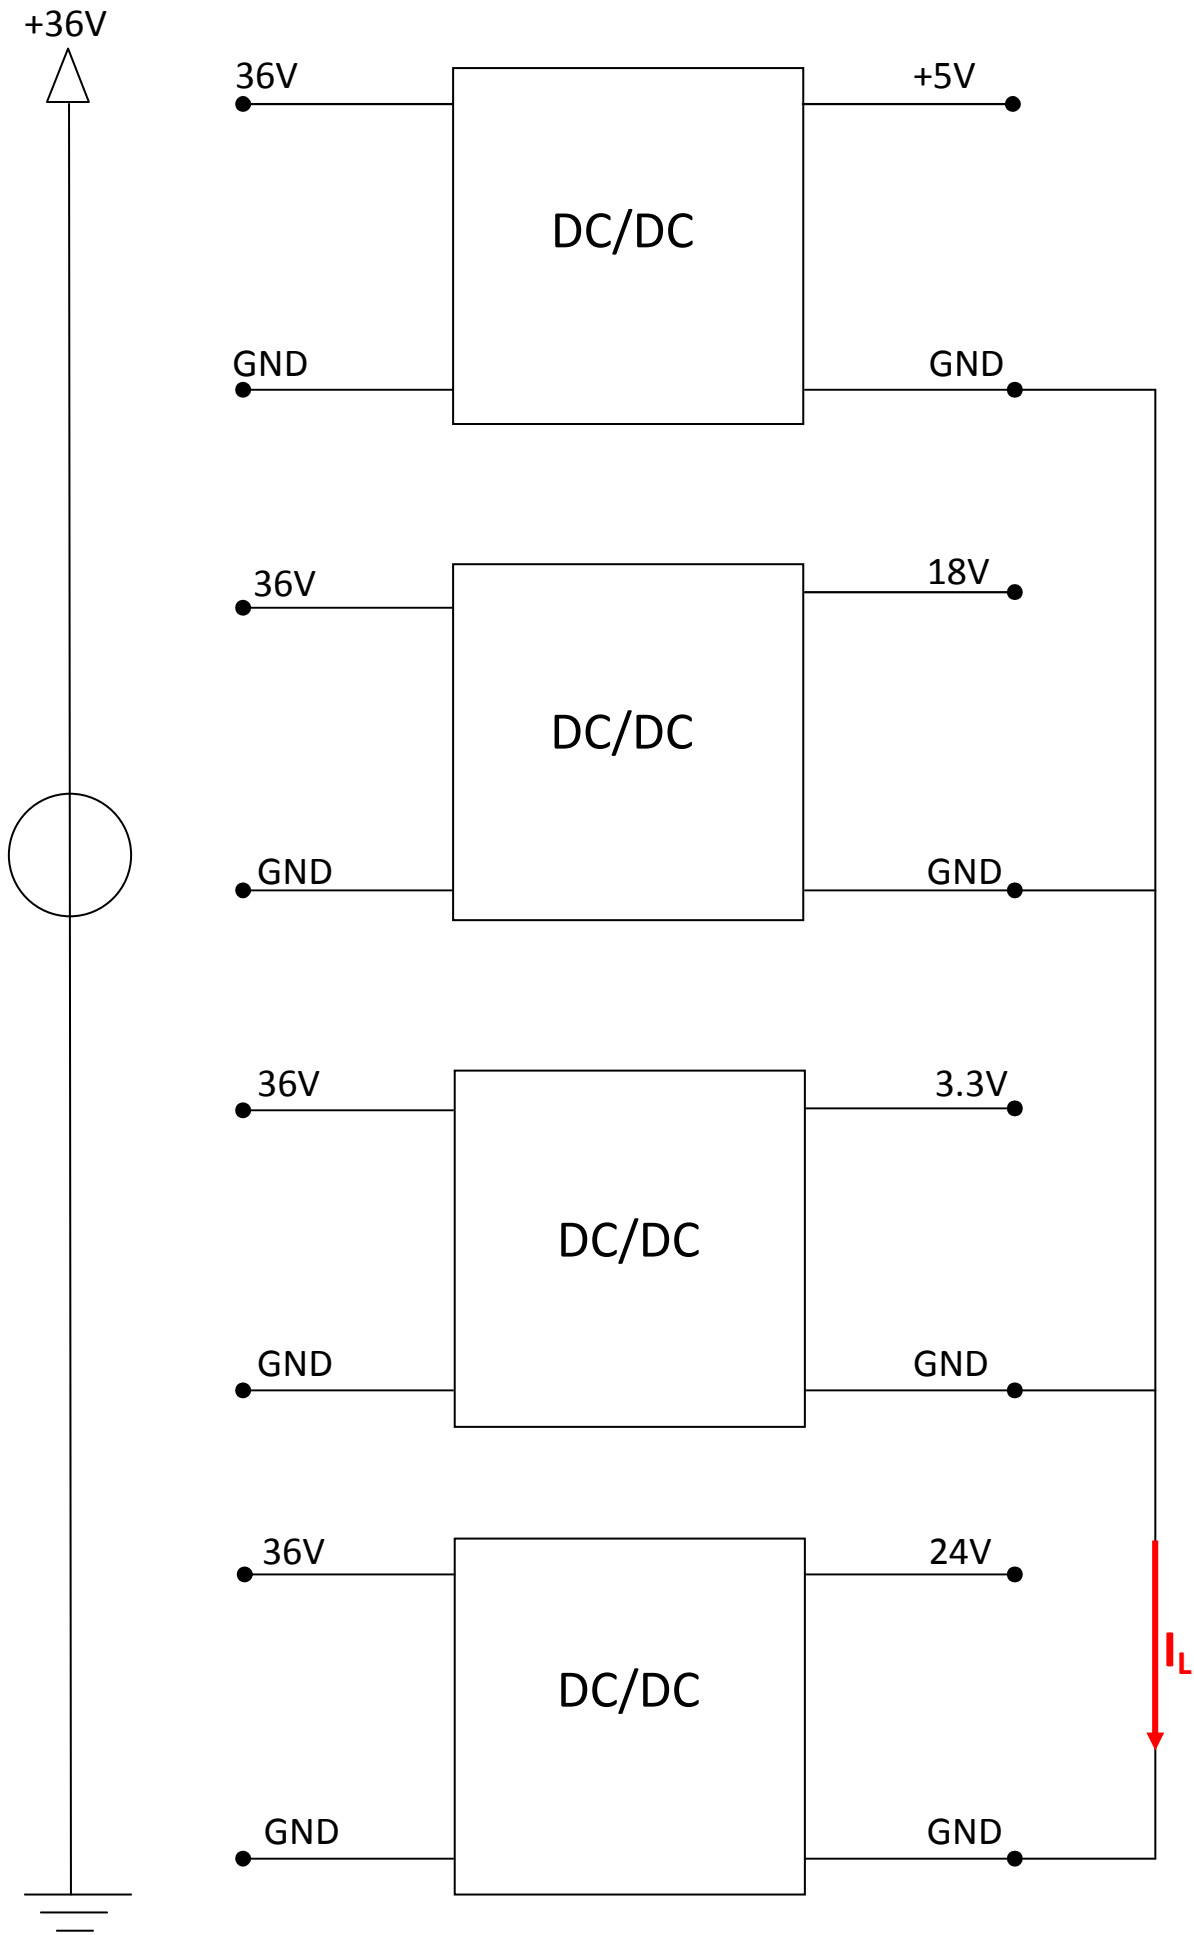 +36V
36V
+5V
DC/DC
GND
GND
36V
18V
DC/DC
GND
GND
36V
3.3V
DC/DC
GND
GND
36V
24V
IL
DC/DC
GND
GND